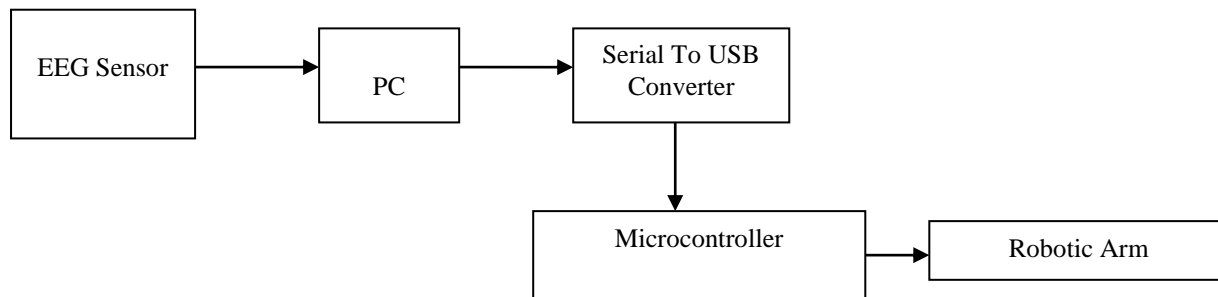 EEG Sensor
PC
Serial To USB
Converter
Microcontroller
Robotic Arm